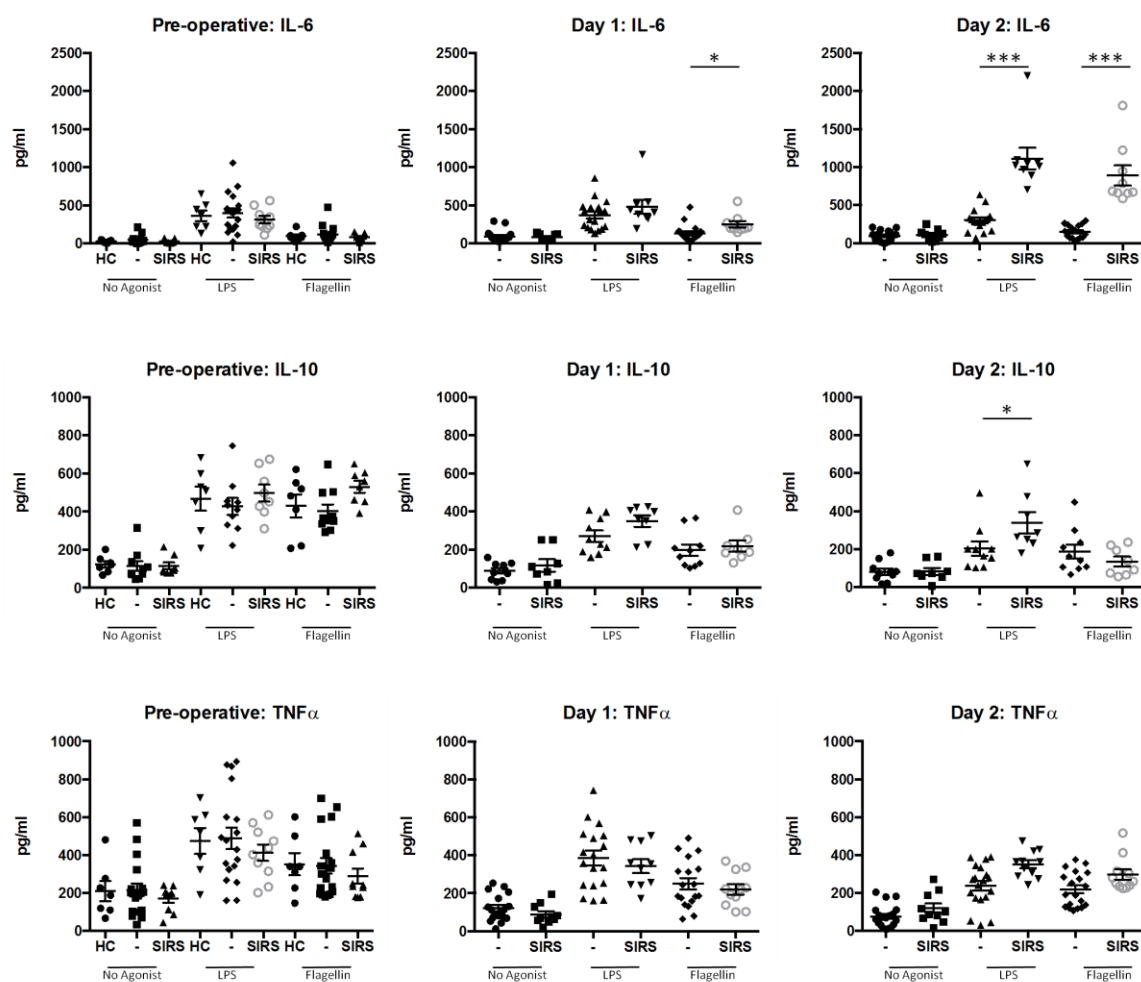 Pre-operative: IL-6
Day 1: IL-6
Day 2: IL-6
pg/ml
2500
2000
1500
1000
500
0
HC - SIRS HC - SIRS HC - SIRS
No Agonist LPS Flagellin
pg/ml
2500
2000
1500
1000
500
0
*
- SIRS - SIRS - SIRS
No Agonist LPS Flagellin
pg/ml
2500
2000
1500
1000
500
0
*** ***
- SIRS - SIRS - SIRS
No Agonist LPS Flagellin
Pre-operative: IL-10
Day 1: IL-10
Day 2: IL-10
pg/ml
1000
800
600
400
200
0
HC - SIRS HC - SIRS HC - SIRS
No Agonist LPS Flagellin
pg/ml
1000
800
600
400
200
0
- SIRS - SIRS - SIRS
No Agonist LPS Flagellin
pg/ml
1000
800
600
400
200
0
*
- SIRS - SIRS - SIRS
No Agonist LPS Flagellin
Pre-operative: TNFα
Day 1: TNFα
Day 2: TNFα
pg/ml
1000
800
600
400
200
0
HC - SIRS HC - SIRS HC - SIRS
No Agonist LPS Flagellin
pg/ml
1000
800
600
400
200
0
- SIRS - SIRS - SIRS
No Agonist LPS Flagellin
pg/ml
1000
800
600
400
200
0
- SIRS - SIRS - SIRS
No Agonist LPS Flagellin